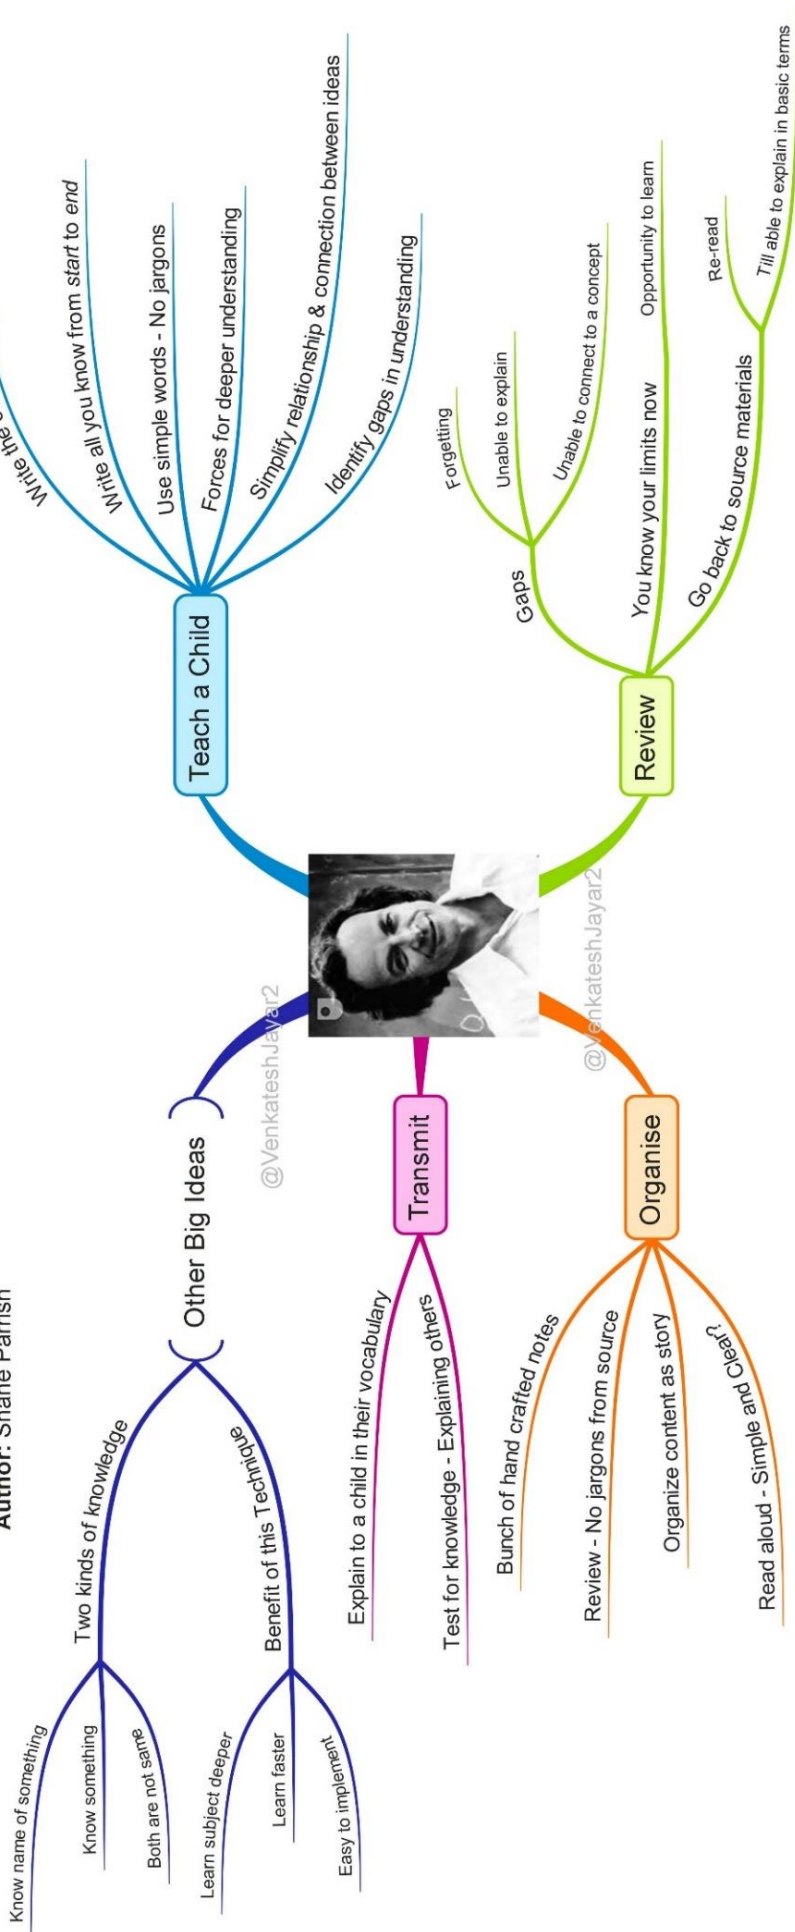 Author: Shane Parrish
Teach a Child
Write the
Write all you know from start to end
Use simple words - No jargons
Forces for deeper understanding
Simplify relationship & connection between ideas
Identify gaps in understanding
Review
Gaps
Forgetting
Unable to explain
Unable to connect to a concept
You know your limits now
Opportunity to learn
Go back to source materials
Re-read
Till able to explain in basic terms
Organise
Bunch of hand crafted notes
Review - No jargons from source
Organize content as story
Read aloud - Simple and Clear?
Transmit
Explain to a child in their vocabulary
Test for knowledge - Explaining others
Other Big Ideas
Two kinds of knowledge
Know name of something
Know something
Both are not same
Benefit of this Technique
Learn subject deeper
Learn faster
Easy to implement
@VenkateshJayar2
@VenkateshJayar2